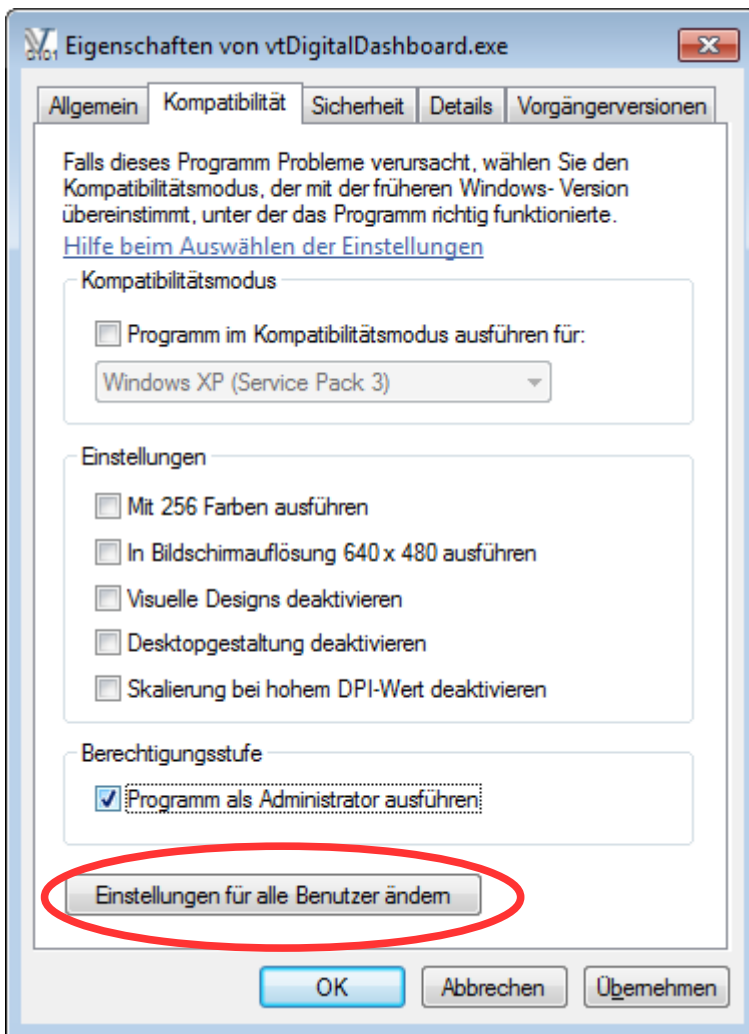 Eigenschaften von vtDigitalDashboard.exe
Allgemein Kompatibilität Sicherheit Details Vorgängerversionen
Falls dieses Programm Probleme verursacht, wählen Sie den
Kompatibilitätsmodus, der mit der früheren Windows- Version
übereinstimmt, unter der das Programm richtig funktionierte.
Hilfe beim Auswählen der Einstellungen
Kompatibilitätsmodus
Programm im Kompatibilitätsmodus ausführen für:
Windows XP (Service Pack 3)
Einstellungen
Mit 256 Farben ausführen
In Bildschirmauflösung 640 x 480 ausführen
Visuelle Designs deaktivieren
Desktopgestaltung deaktivieren
Skalierung bei hohem DPI-Wert deaktivieren
Berechtigungsstufe
Programm als Administrator ausführen
Einstellungen für alle Benutzer ändern
OK Abbrechen Übernehmen